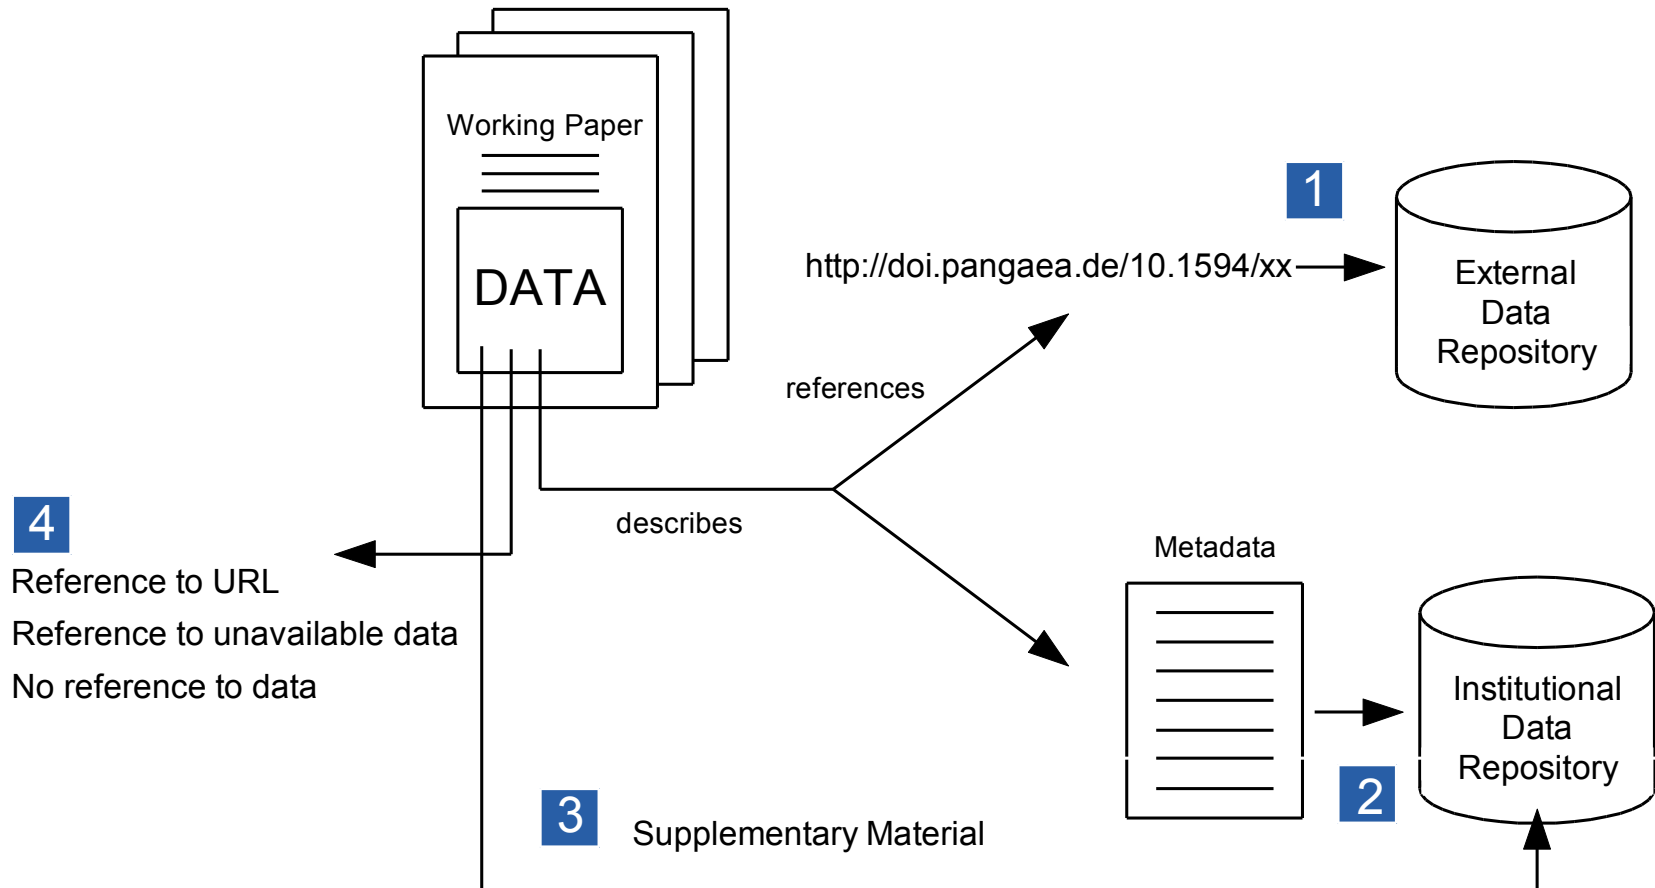 Working Paper
DATA
1
http://doi.pangaea.de/10.1594/xx
External
Data
Repository
references
describes
4
Reference to URL
Reference to unavailable data
No reference to data
Metadata
Institutional
Data
Repository
2
3
Supplementary Material